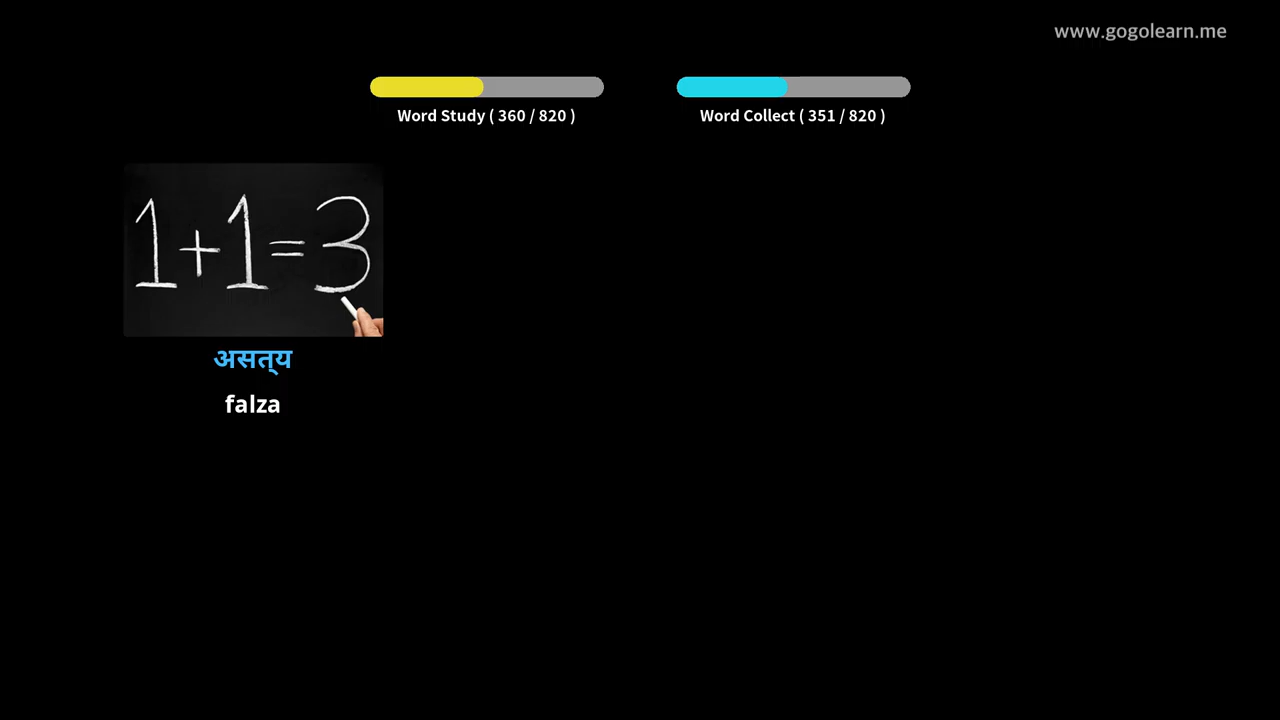 www.gogolearn.me
Word Study ( 360 / 820 )
Word Collect ( 351 / 820 )
1+1=3
असत्य
falza